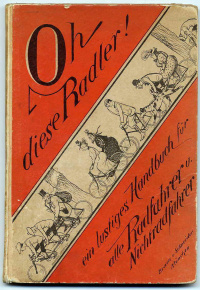 Oh
diese Radler!
ein lustiges Handbuch für
alle Radfahrer u.
Nichtradfahrer